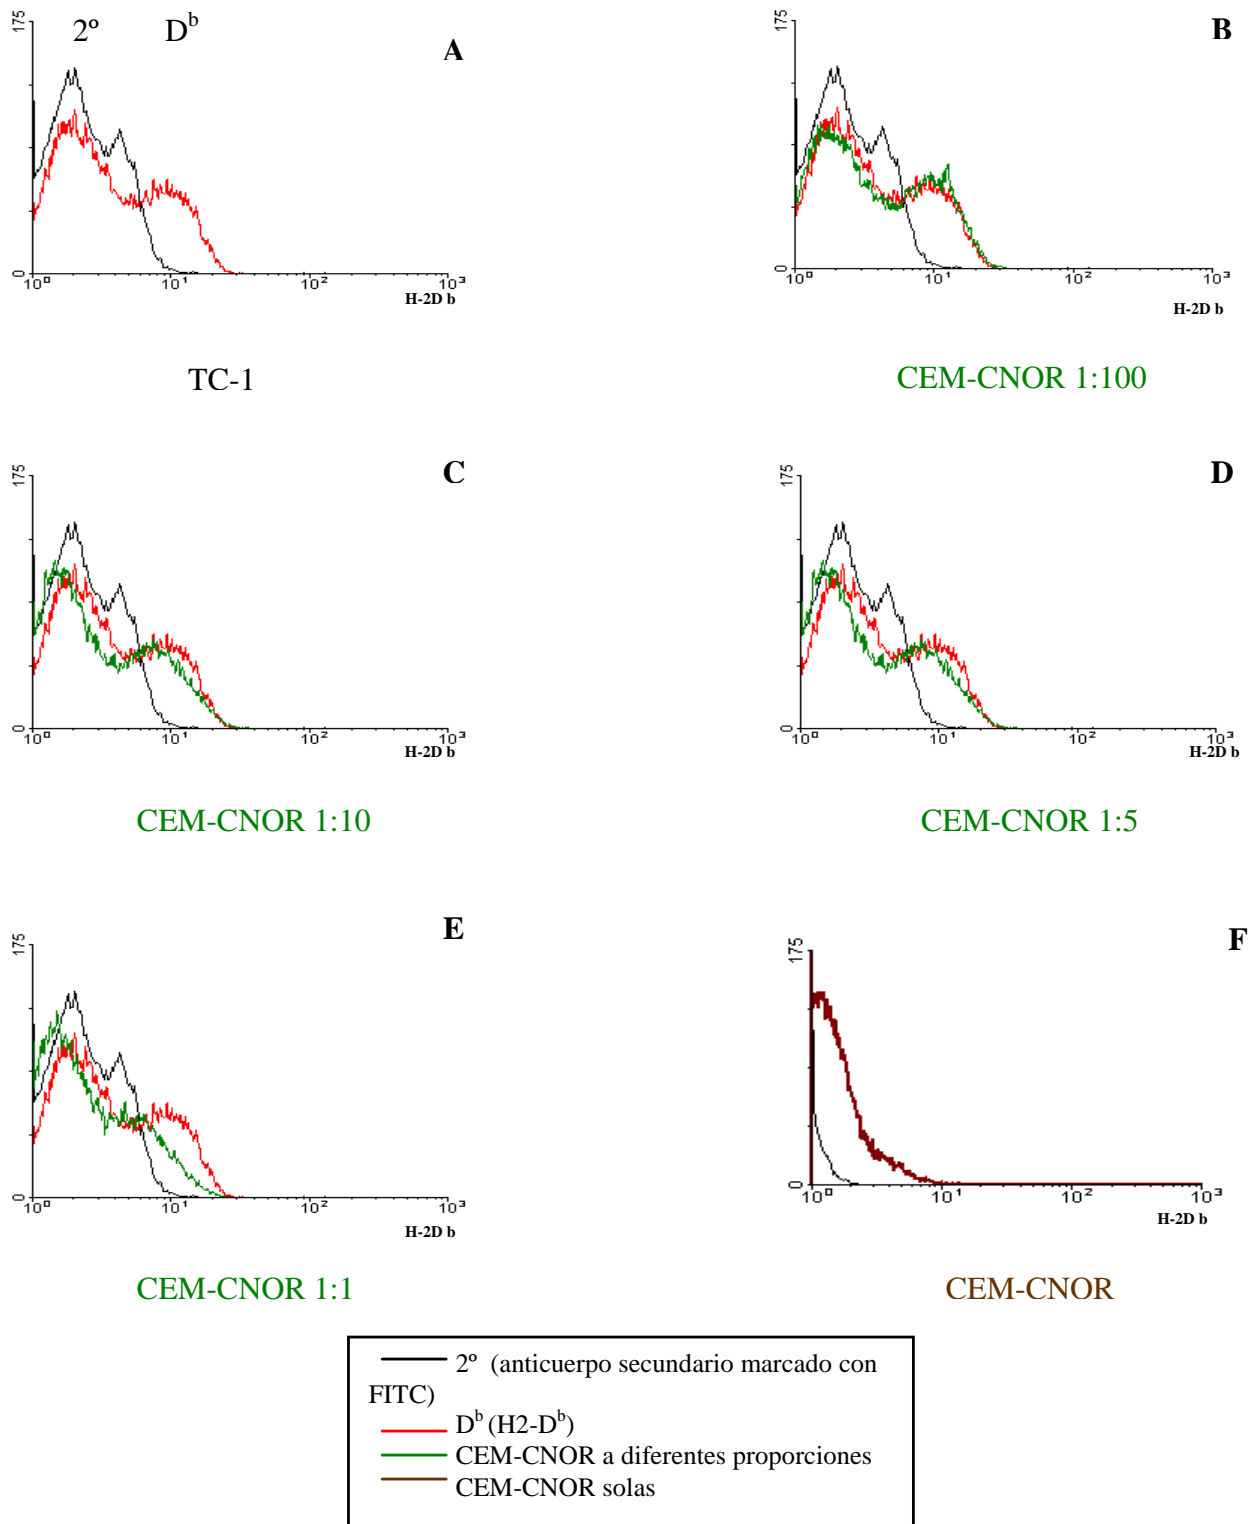 175
2º D^b
A
0
10⁰ 10¹ 10² 10³
H-2D b
TC-1
175
B
0
10⁰ 10¹ 10² 10³
H-2D b
CEM-CNOR 1:100
175
C
0
10⁰ 10¹ 10² 10³
H-2D b
CEM-CNOR 1:10
175
D
0
10⁰ 10¹ 10² 10³
H-2D b
CEM-CNOR 1:5
175
E
0
10⁰ 10¹ 10² 10³
H-2D b
CEM-CNOR 1:1
175
F
0
10⁰ 10¹ 10² 10³
H-2D b
CEM-CNOR
2º (anticuerpo secundario marcado con
FITC)
D^b (H2-D^b)
CEM-CNOR a diferentes proporciones
CEM-CNOR solas